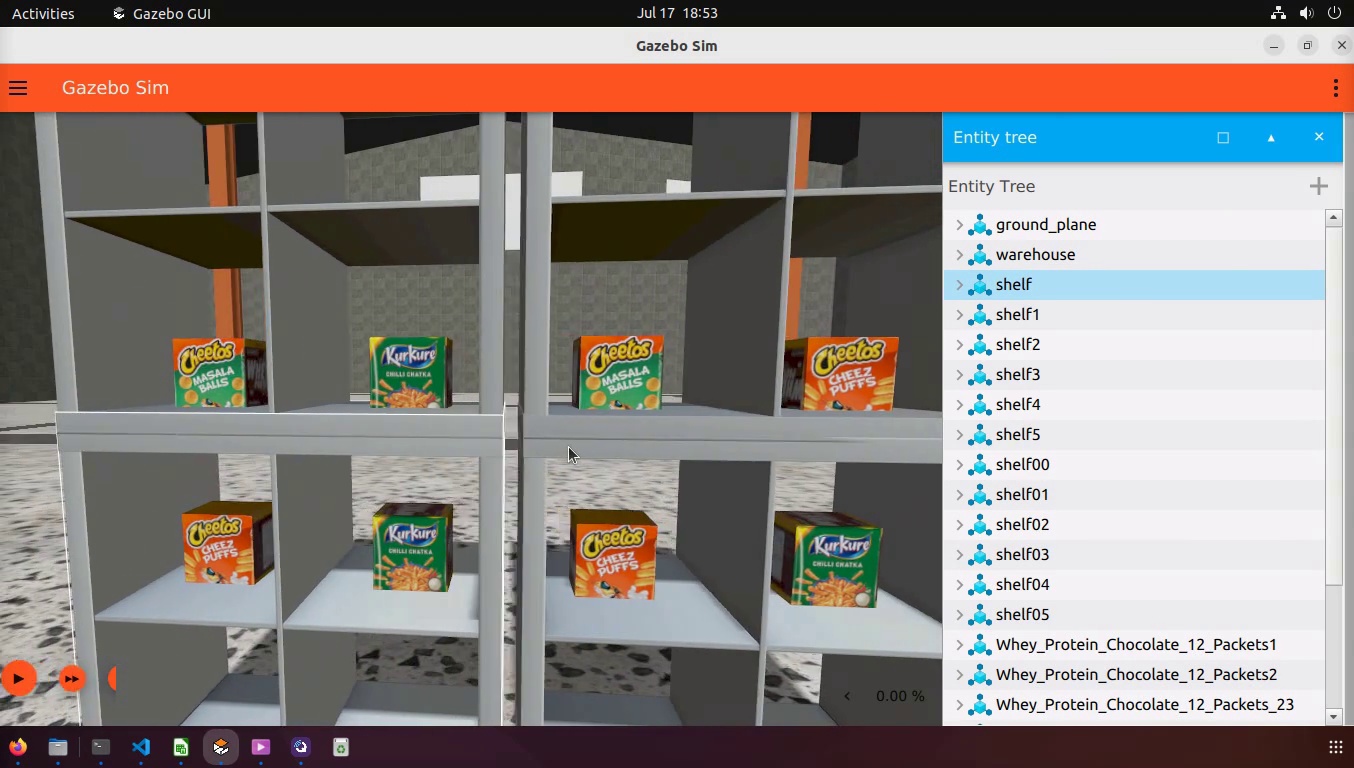 Activities
Gazebo GUI
Jul 17 18:53
Gazebo Sim
Gazebo Sim
Cheetos
MASALA
BALLS
Kurkure
CHILLI CHATKA
Cheetos
MASALA
BALLS
Cheetos
CHEEZ
PUFFS
Cheetos
CHEEZ
PUFFS
Kurkure
CHILLI CHATKA
Cheetos
CHEEZ
PUFFS
Kurkure
CHILLI CHATKA
0.00 %
Entity tree
Entity Tree
ground_plane
warehouse
shelf
shelf1
shelf2
shelf3
shelf4
shelf5
shelf00
shelf01
shelf02
shelf03
shelf04
shelf05
Whey_Protein_Chocolate_12_Packets1
Whey_Protein_Chocolate_12_Packets2
Whey_Protein_Chocolate_12_Packets_23